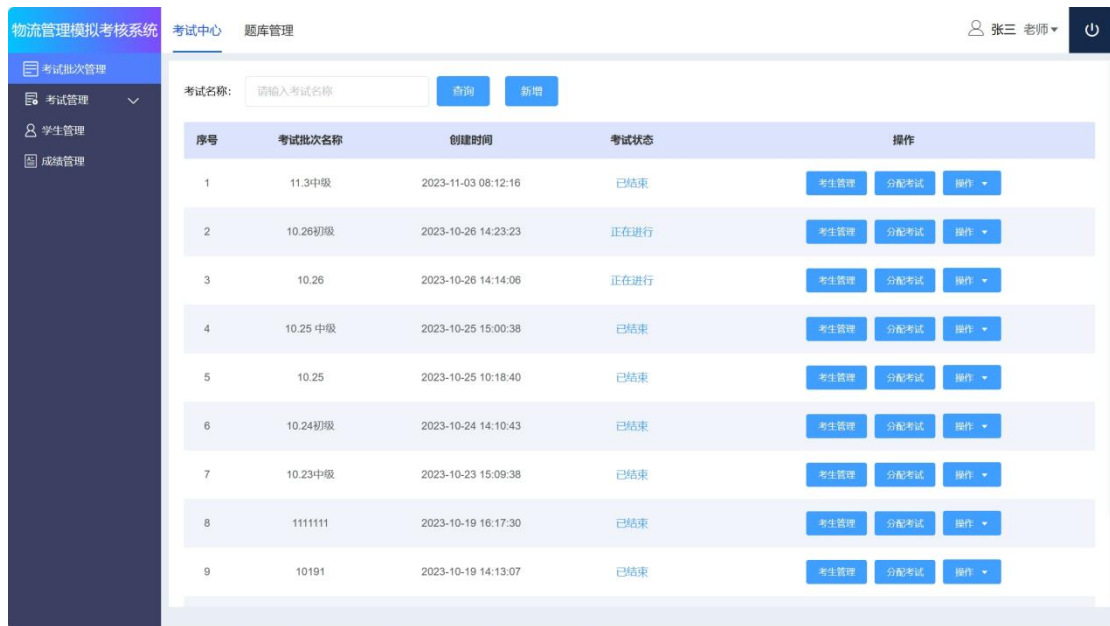 物流管理模拟考核系统 考试中心 题库管理 张三 老师
考试批次管理
考试管理
学生管理
成绩管理
考试名称: 请输入考试名称 查询 新增
序号 考试批次名称 创建时间 考试状态 操作
1 11.3中级 2023-11-03 08:12:16 已结束 考生管理 分配考试 操作
2 10.26初级 2023-10-26 14:23:23 正在进行 考生管理 分配考试 操作
3 10.26 2023-10-26 14:14:06 正在进行 考生管理 分配考试 操作
4 10.25 中级 2023-10-25 15:00:38 已结束 考生管理 分配考试 操作
5 10.25 2023-10-25 10:18:40 已结束 考生管理 分配考试 操作
6 10.24初级 2023-10-24 14:10:43 已结束 考生管理 分配考试 操作
7 10.23中级 2023-10-23 15:09:38 已结束 考生管理 分配考试 操作
8 1111111 2023-10-19 16:17:30 已结束 考生管理 分配考试 操作
9 10191 2023-10-19 14:13:07 已结束 考生管理 分配考试 操作